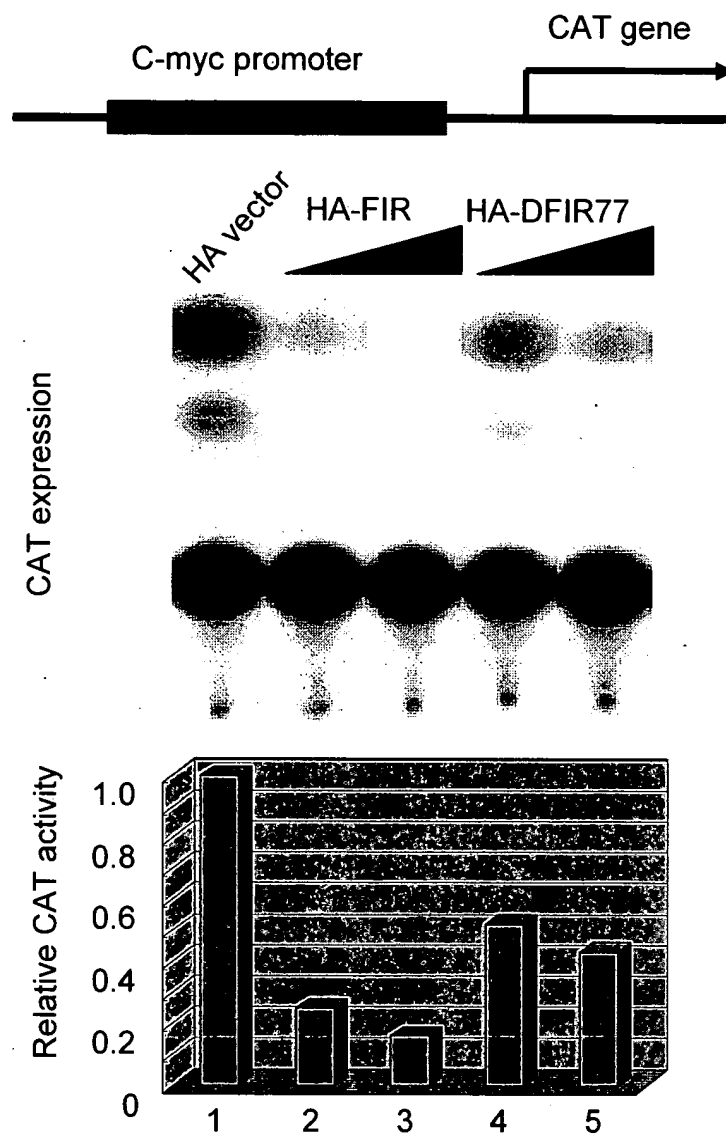 CAT gene
C-myc promoter
HA vector
HA-FIR
HA-DFIR77
CAT expression
Relative CAT activity
1.0
0.8
0.6
0.4
0.2
0
1 2 3 4 5